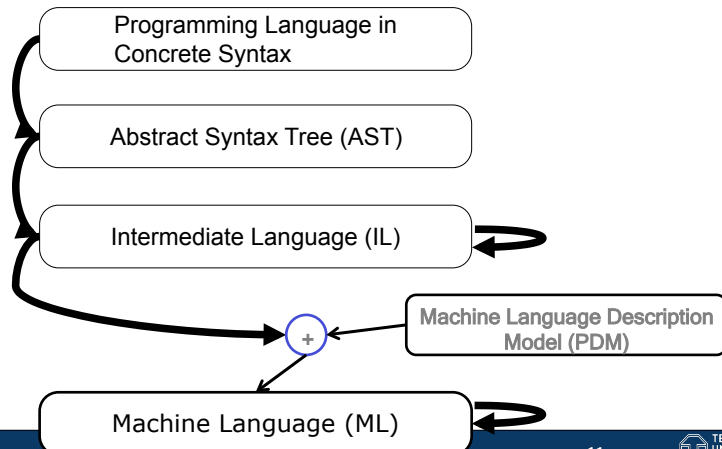 Programming Language in
Concrete Syntax
Abstract Syntax Tree (AST)
Intermediate Language (IL)
+
Machine Language Description
Model (PDM)
Machine Language (ML)